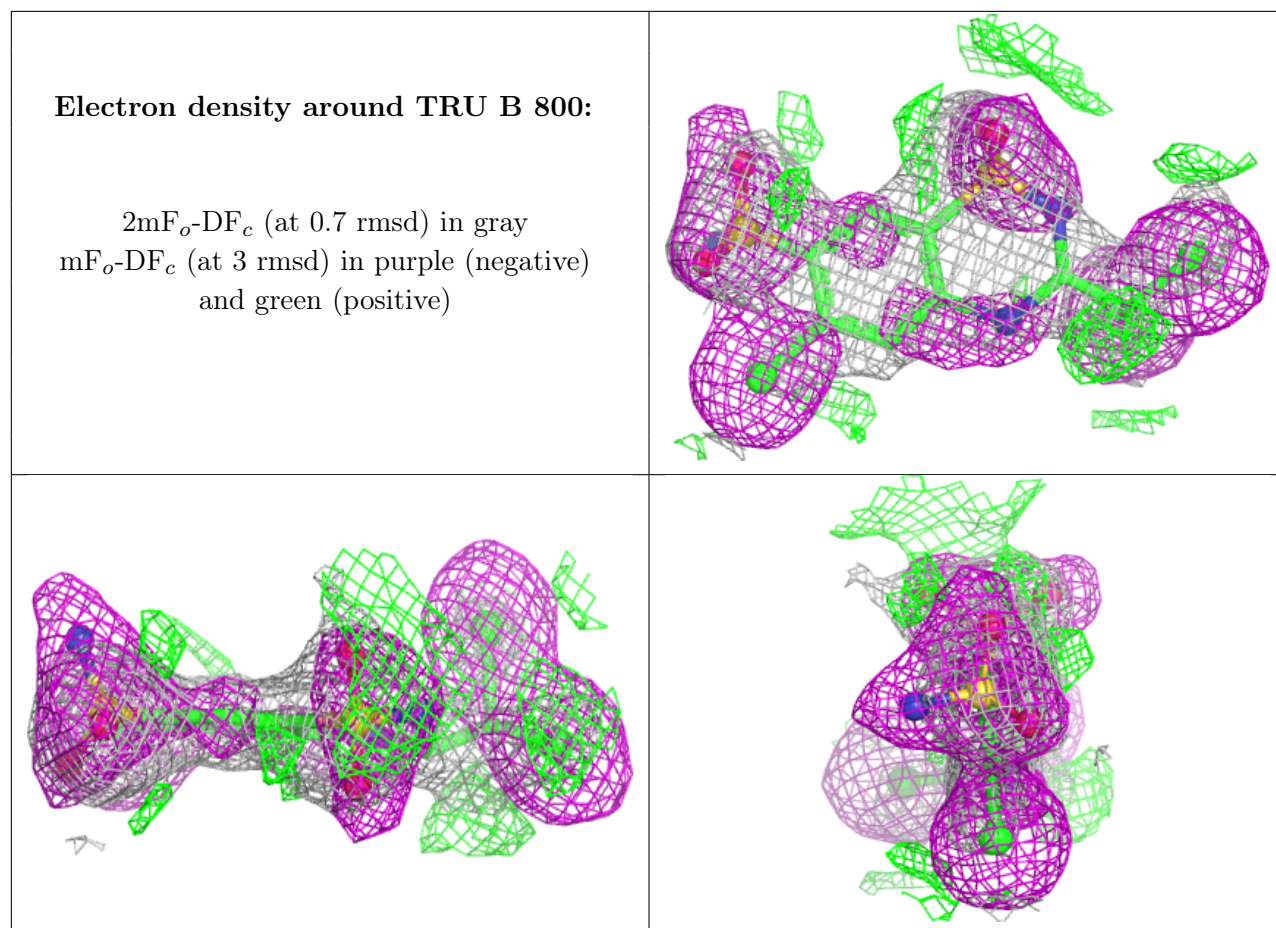 Electron density around TRU B 800:
2mFₒ-DF𝒸 (at 0.7 rmsd) in gray
mFₒ-DF𝒸 (at 3 rmsd) in purple (negative)
and green (positive)